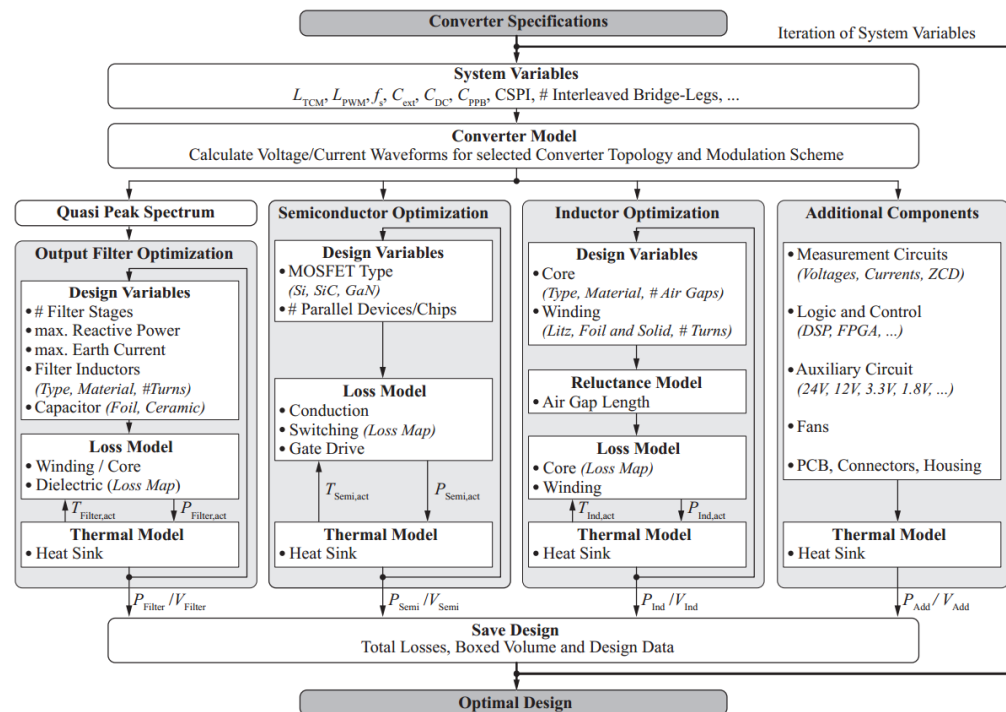 Converter Specifications
Iteration of System Variables
System Variables
L_TCM, L_PWM, f_s, C_ext, C_DC, C_PPB, CSPI, # Interleaved Bridge-Legs, ...
Converter Model
Calculate Voltage/Current Waveforms for selected Converter Topology and Modulation Scheme
Quasi Peak Spectrum
Output Filter Optimization
Design Variables
• # Filter Stages
• max. Reactive Power
• max. Earth Current
• Filter Inductors
(Type, Material, #Turns)
• Capacitor (Foil, Ceramic)
Loss Model
• Winding / Core
• Dielectric (Loss Map)
T_Filter,act
P_Filter,act
Thermal Model
• Heat Sink
P_Filter /V_Filter
Semiconductor Optimization
Design Variables
• MOSFET Type
(Si, SiC, GaN)
• # Parallel Devices/Chips
Loss Model
• Conduction
• Switching (Loss Map)
• Gate Drive
T_Semi,act
P_Semi,act
Thermal Model
• Heat Sink
P_Semi /V_Semi
Inductor Optimization
Design Variables
• Core
(Type, Material, # Air Gaps)
• Winding
(Litz, Foil and Solid, # Turns)
Reluctance Model
• Air Gap Length
Loss Model
• Core (Loss Map)
• Winding
T_Ind,act
P_Ind,act
Thermal Model
• Heat Sink
P_Ind /V_Ind
Additional Components
• Measurement Circuits
(Voltages, Currents, ZCD)
• Logic and Control
(DSP, FPGA, ...)
• Auxiliary Circuit
(24V, 12V, 3.3V, 1.8V, ...)
• Fans
• PCB, Connectors, Housing
Thermal Model
• Heat Sink
P_Add / V_Add
Save Design
Total Losses, Boxed Volume and Design Data
Optimal Design